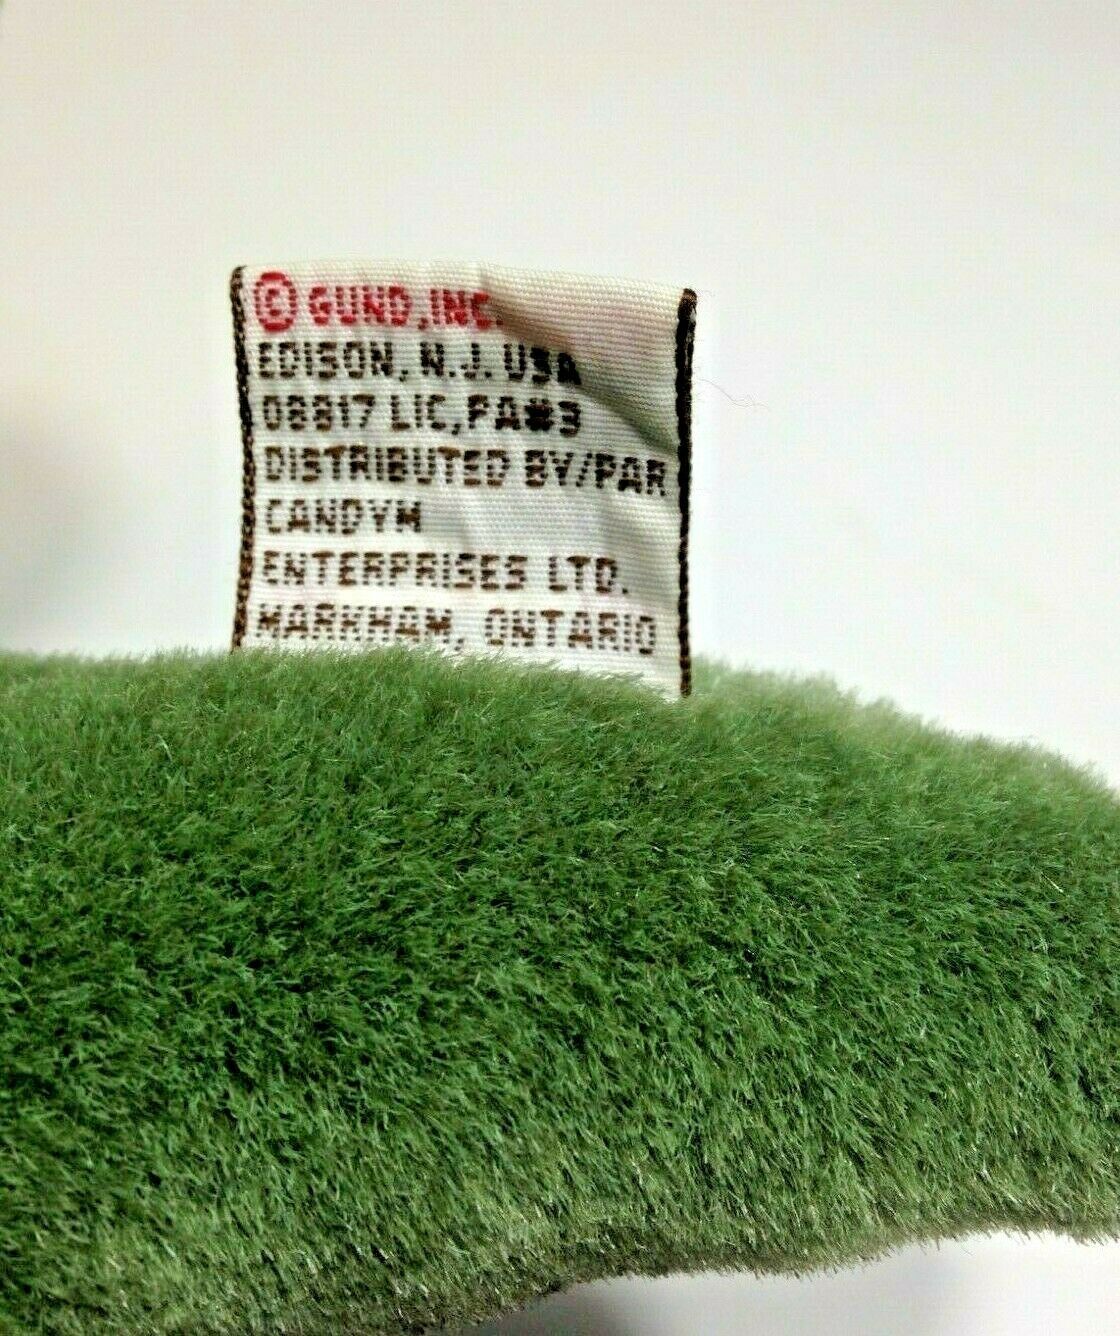 © GUND, INC.
EDISON, N.J. USA
08817 LIC, PA#3
DISTRIBUTED BY/PAR
CANDYM
ENTERPRISES LTD.
MARKHAM, ONTARIO